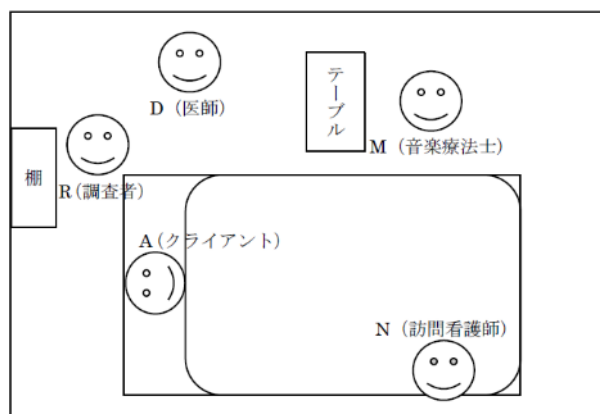 D（医師）
テーブル
M（音楽療法士）
棚
R（調査者）
A（クライアント）
N（訪問看護師）